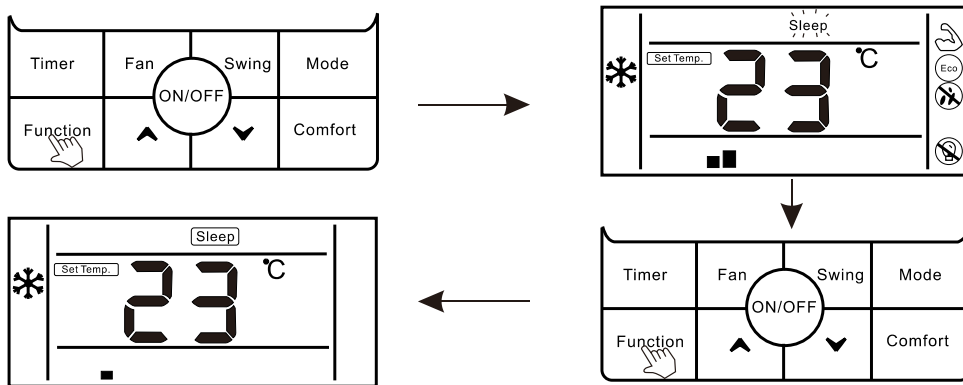 Timer Fan Swing Mode
ON/OFF
Function Comfort
Sleep
Set Temp. 23 °C
Eco
Timer Fan Swing Mode
ON/OFF
Function Comfort
Sleep
Set Temp. 23 °C